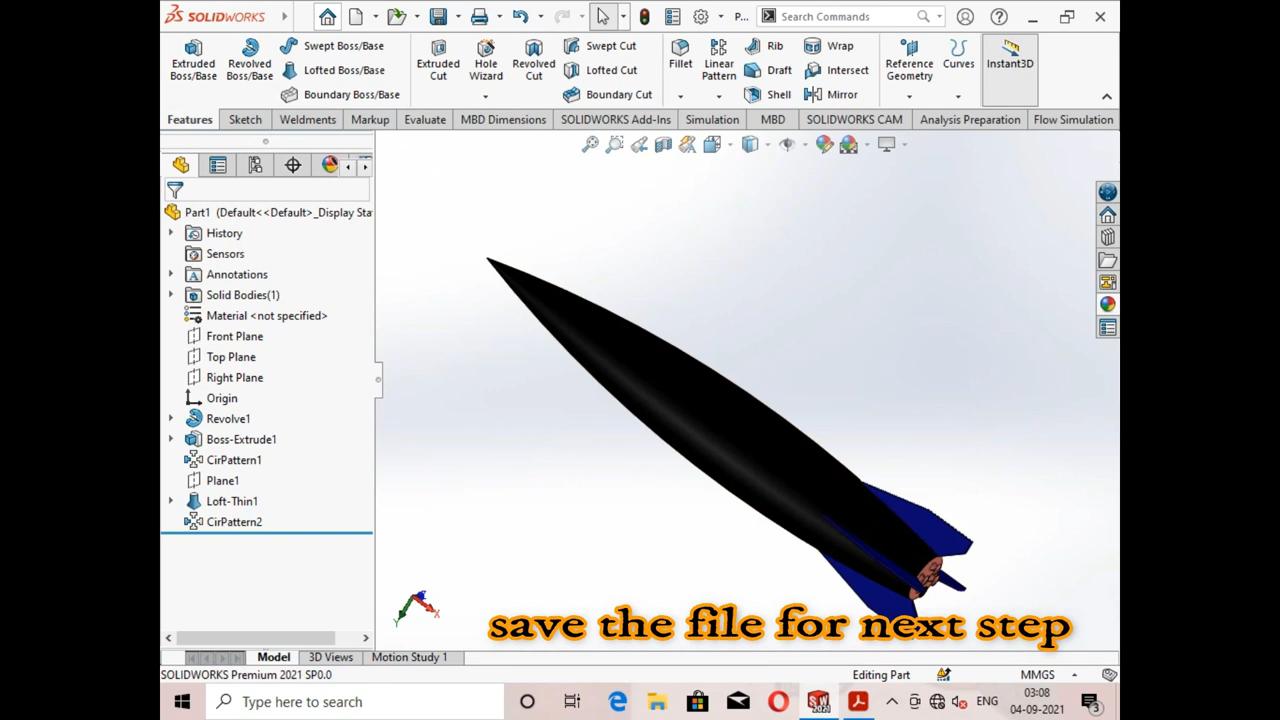 SOLIDWORKS
P...
Search Commands
Extruded Boss/Base
Revolved Boss/Base
Swept Boss/Base
Lofted Boss/Base
Boundary Boss/Base
Extruded Cut
Hole Wizard
Revolved Cut
Swept Cut
Lofted Cut
Boundary Cut
Fillet
Linear Pattern
Rib
Draft
Shell
Wrap
Intersect
Mirror
Reference Geometry
Curves
Instant3D
Features Sketch Weldments Markup Evaluate MBD Dimensions SOLIDWORKS Add-Ins Simulation MBD SOLIDWORKS CAM Analysis Preparation Flow Simulation
Part1 (Default<<Default>_Display Sta
History
Sensors
Annotations
Solid Bodies(1)
Material <not specified>
Front Plane
Top Plane
Right Plane
Origin
Revolve1
Boss-Extrude1
CirPattern1
Plane1
Loft-Thin1
CirPattern2
Y
X
save the file for next step
Model 3D Views Motion Study 1
SOLIDWORKS Premium 2021 SP0.0
Editing Part
MMGS
Type here to search
SW
2021
ENG
03:08
04-09-2021
3